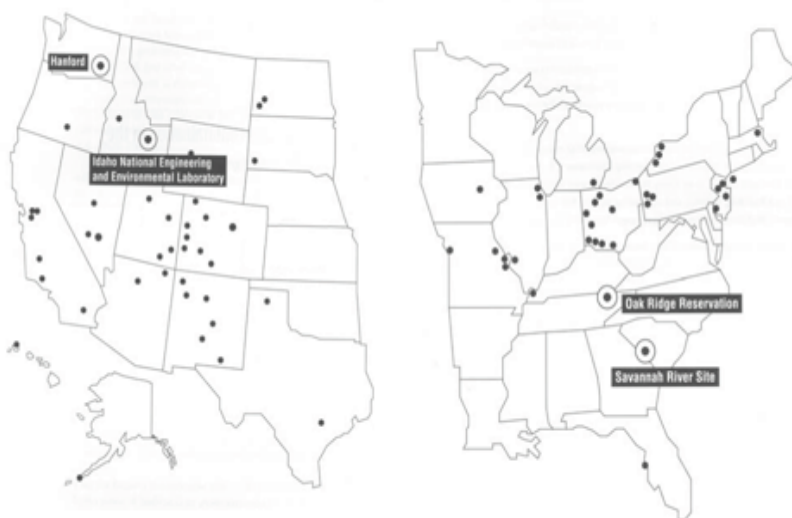 Hanford
Idaho National Engineering
and Environmental Laboratory
Oak Ridge Reservation
Savannah River Site